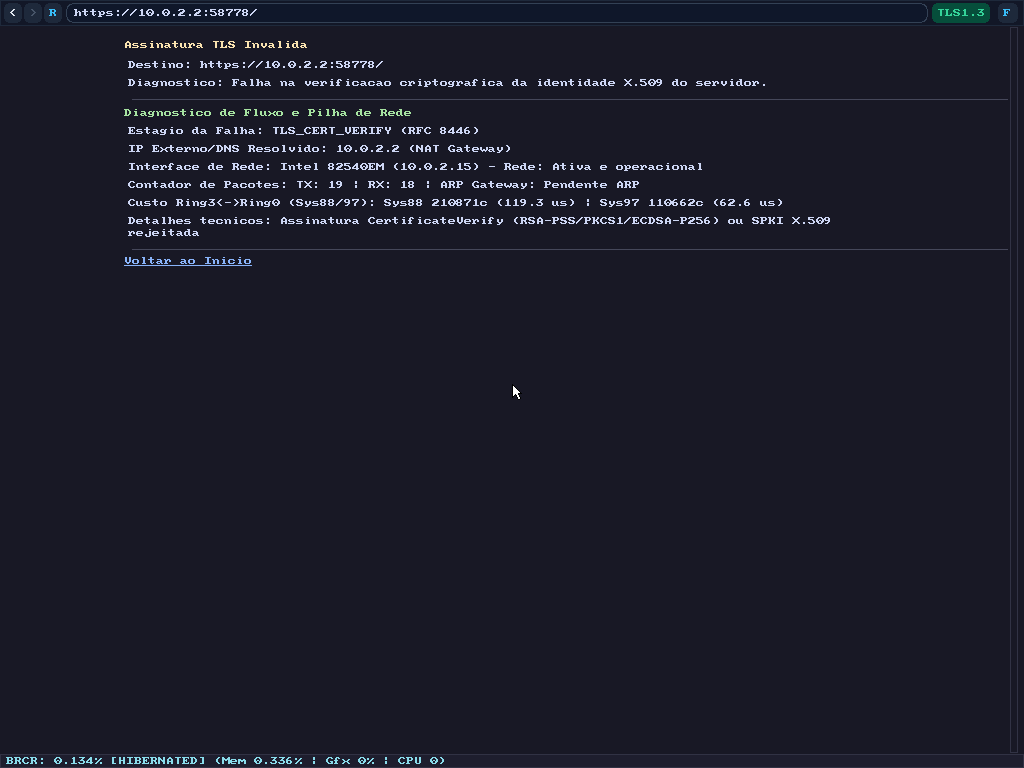 < > R https://10.0.2.2:58778/ TLS1.3 F
Assinatura TLS Invalida
Destino: https://10.0.2.2:58778/
Diagnostico: Falha na verificacao criptografica da identidade X.509 do servidor.
Diagnostico de Fluxo e Pilha de Rede
Estagio da Falha: TLS_CERT_VERIFY (RFC 8446)
IP Externo/DNS Resolvido: 10.0.2.2 (NAT Gateway)
Interface de Rede: Intel 82540EM (10.0.2.15) - Rede: Ativa e operacional
Contador de Pacotes: TX: 19 | RX: 18 | ARP Gateway: Pendente ARP
Custo Ring3<->Ring0 (Sys88/97): Sys88 210871c (119.3 us) | Sys97 110662c (62.6 us)
Detalhes tecnicos: Assinatura CertificateVerify (RSA-PSS/PKCS1/ECDSA-P256) ou SPKI X.509
rejeitada
Voltar ao Inicio
BRCR: 0.134% [HIBERNATED] (Mem 0.336% | Gfx 0% | CPU 0)